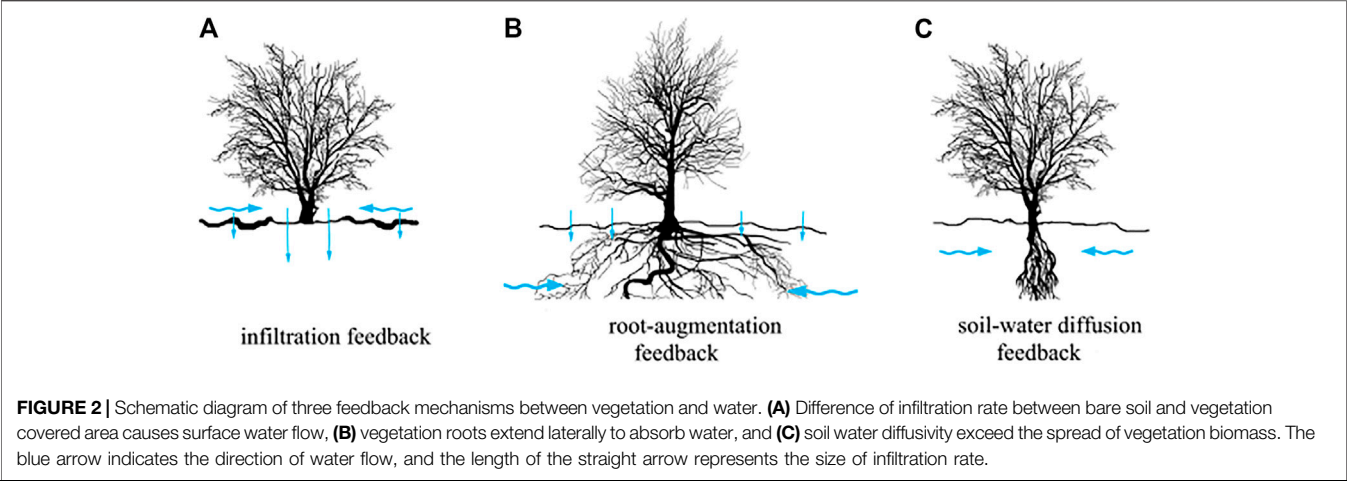 A
B
C
infiltration feedback
root-augmentation
feedback
soil-water diffusion
feedback
FIGURE 2 | Schematic diagram of three feedback mechanisms between vegetation and water. (A) Difference of infiltration rate between bare soil and vegetation
covered area causes surface water flow, (B) vegetation roots extend laterally to absorb water, and (C) soil water diffusivity exceed the spread of vegetation biomass. The
blue arrow indicates the direction of water flow, and the length of the straight arrow represents the size of infiltration rate.